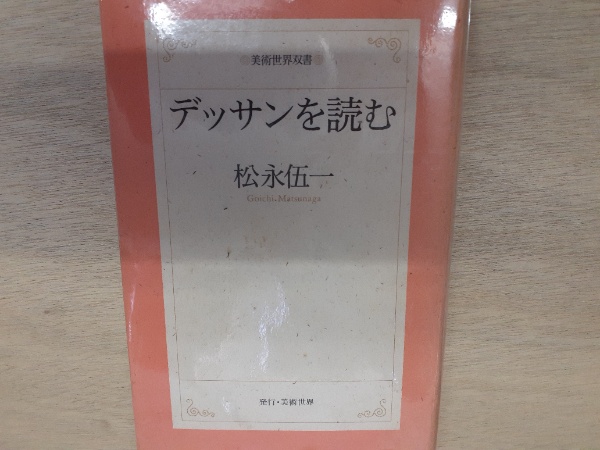 美術世界双書
デッサンを読む
松永伍一
Goichi.Matsunaga
発行・美術世界